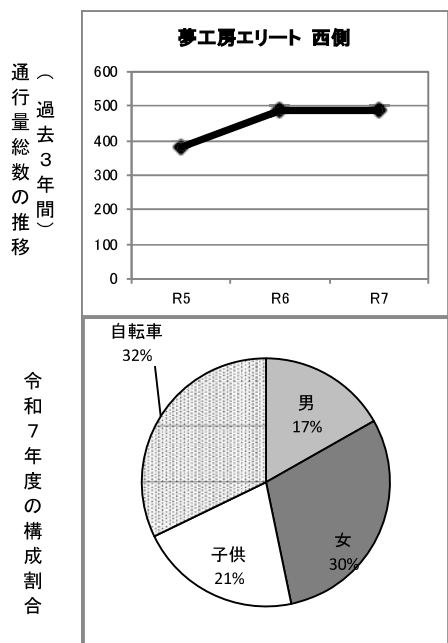 夢工房エリート 西側
通行量総数の推移
（過去３年間）
600
500
400
300
200
100
0
R5
R6
R7
令和７年度の構成割合
自転車
32%
男
17%
女
30%
子供
21%